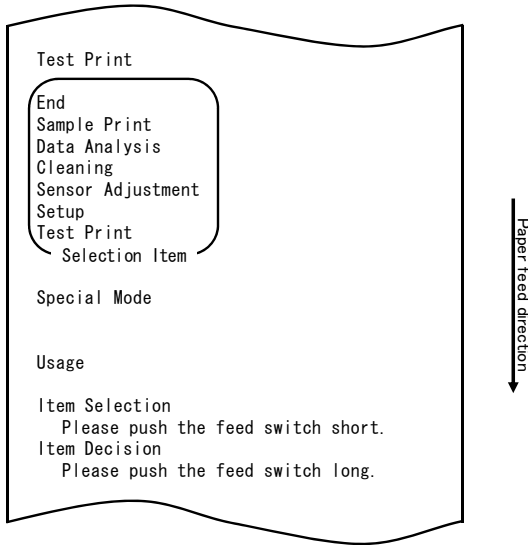 Test Print
End
Sample Print
Data Analysis
Cleaning
Sensor Adjustment
Setup
Test Print
Selection Item
Special Mode
Usage
Item Selection
Please push the feed switch short.
Item Decision
Please push the feed switch long.
Paper feed direction